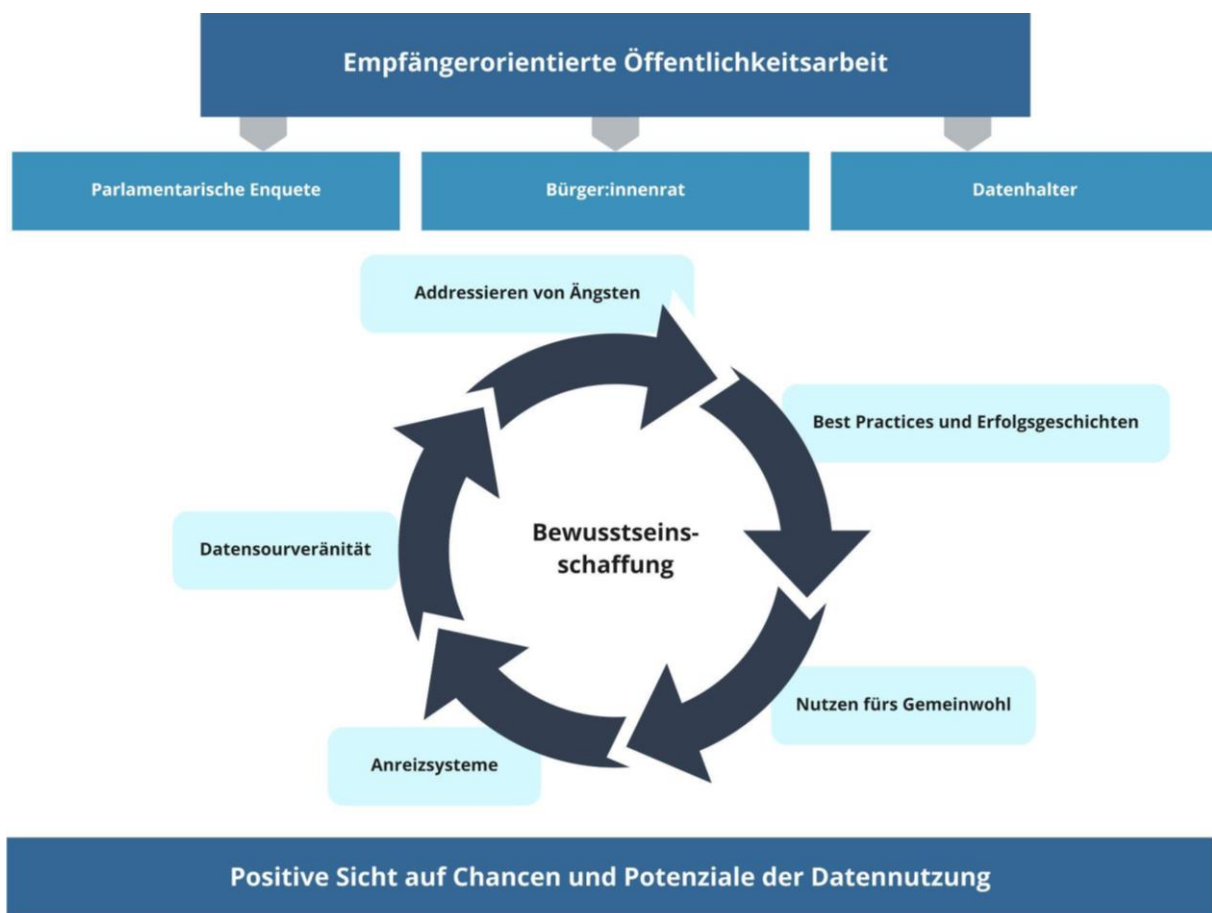 Empfängerorientierte Öffentlichkeitsarbeit
Parlamentarische Enquete
Bürger:innenrat
Datenhalter
Addressieren von Ängsten
Best Practices und Erfolgsgeschichten
Datensourveränität
Bewusstseins-
schaffung
Nutzen fürs Gemeinwohl
Anreizsysteme
Positive Sicht auf Chancen und Potenziale der Datennutzung